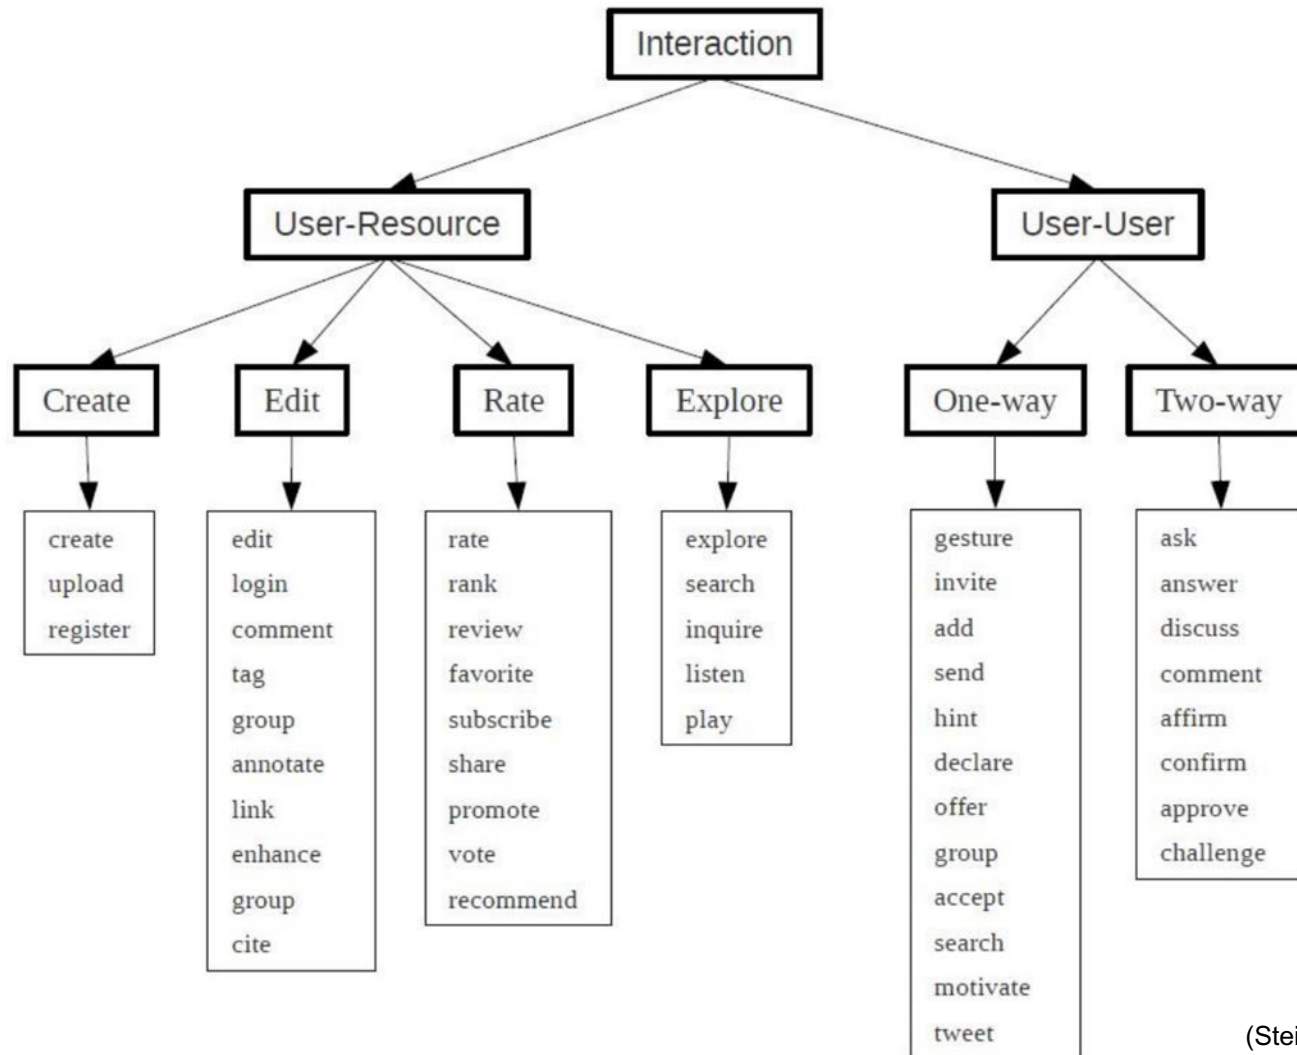 Interaction
User-Resource
User-User
Create
Edit
Rate
Explore
One-way
Two-way
create
upload
register
edit
login
comment
tag
group
annotate
link
enhance
group
cite
rate
rank
review
favorite
subscribe
share
promote
vote
recommend
explore
search
inquire
listen
play
gesture
invite
add
send
hint
declare
offer
group
accept
search
motivate
tweet
ask
answer
discuss
comment
affirm
confirm
approve
challenge
(Stei